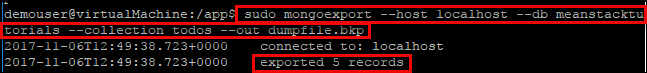 demouser@virtualMachine:/app$ sudo mongoexport --host localhost --db meanstacktu
torials --collection todos --out dumpfile.bkp
2017-11-06T12:49:38.723+0000 connected to: localhost
2017-11-06T12:49:38.723+0000 exported 5 records